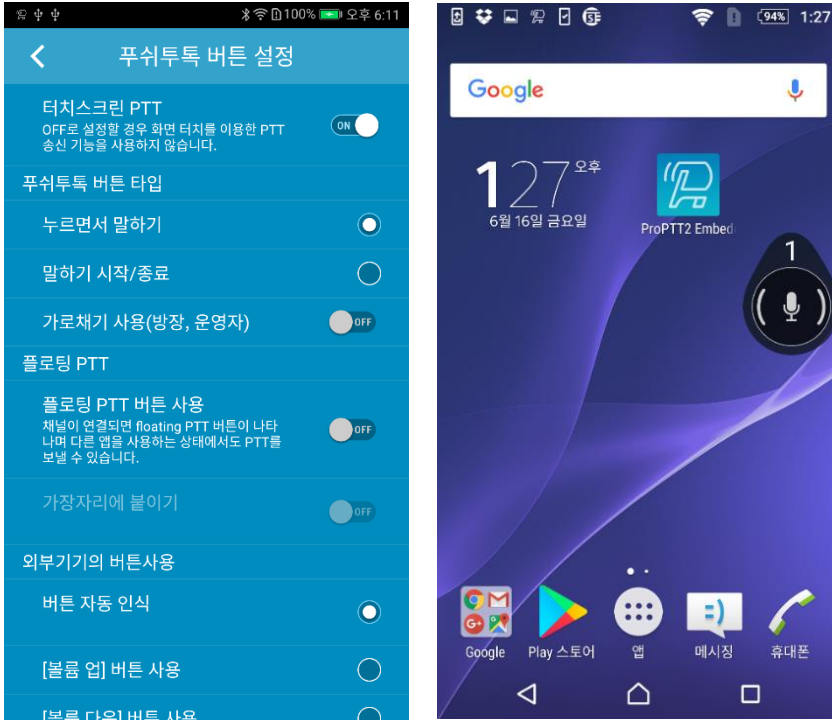 100% 오후 6:11
푸쉬투톡 버튼 설정
터치스크린 PTT
OFF로 설정할 경우 화면 터치를 이용한 PTT
송신 기능을 사용하지 않습니다.
ON
푸쉬투톡 버튼 타입
누르면서 말하기
말하기 시작/종료
가로채기 사용(방장, 운영자)
OFF
플로팅 PTT
플로팅 PTT 버튼 사용
채널이 연결되면 floating PTT 버튼이 나타
나며 다른 앱을 사용하는 상태에서도 PTT를
보낼 수 있습니다.
OFF
가장자리에 붙이기
OFF
외부기기의 버튼사용
버튼 자동 인식
[볼륨 업] 버튼 사용
[볼륨 다운] 버튼 사용
94% 1:27
Google
1 27 오후
6월 16일 금요일
ProPTT2 Embed
1
G+
Google
Play 스토어
앱
:)
메시징
휴대폰